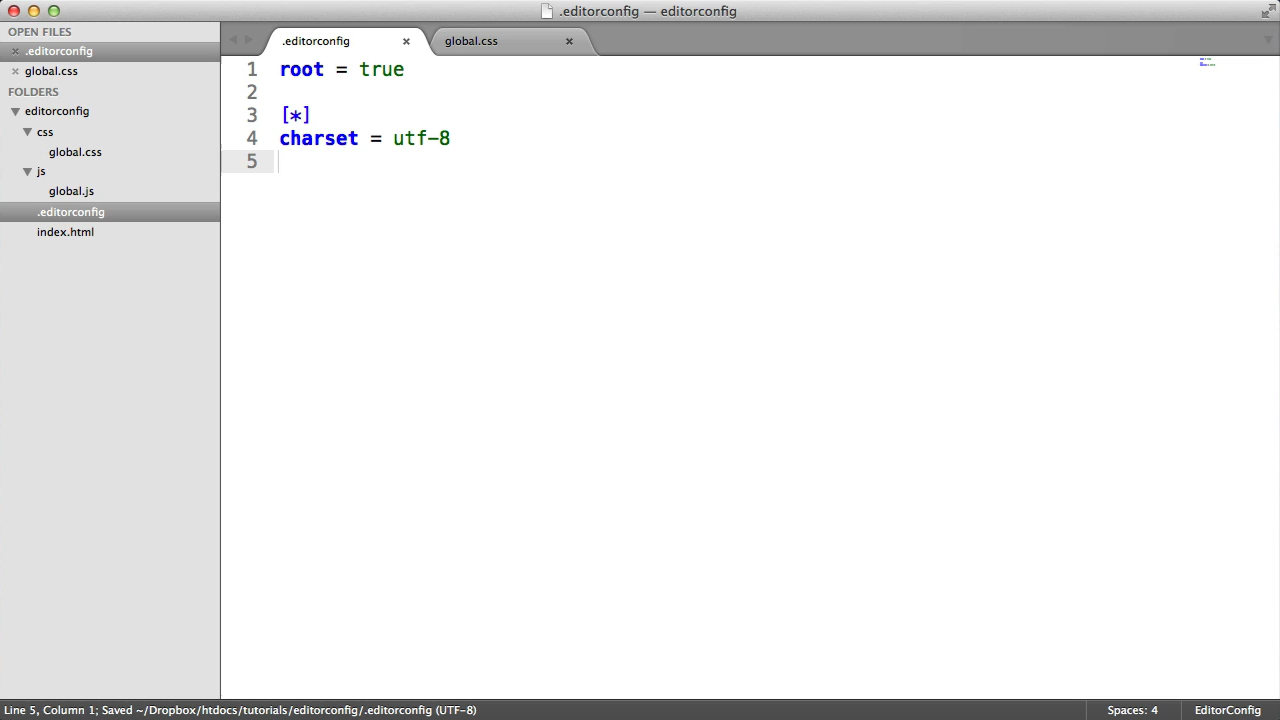 .editorconfig — editorconfig
OPEN FILES
.editorconfig
global.css
FOLDERS
editorconfig
css
global.css
js
global.js
.editorconfig
index.html
.editorconfig
global.css
1 root = true
2
3 [*]
4 charset = utf-8
5
Line 5, Column 1; Saved ~/Dropbox/htdocs/tutorials/editorconfig/.editorconfig (UTF-8)
Spaces: 4
EditorConfig